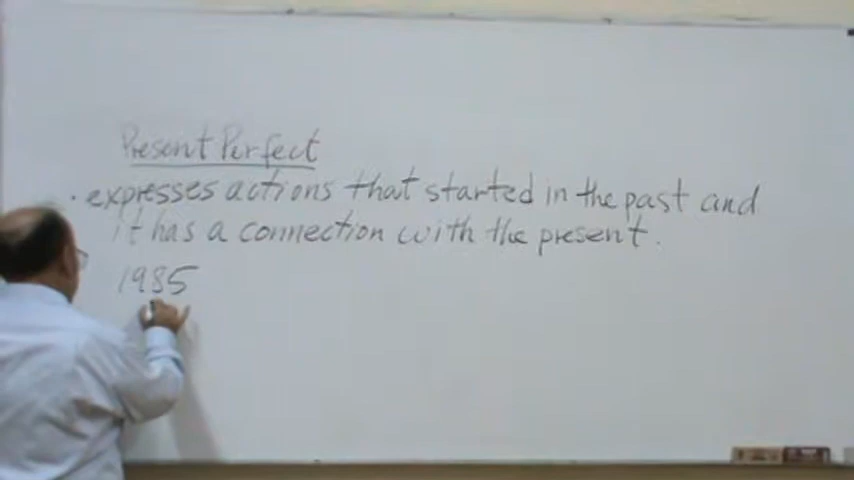 Present Perfect
· expresses actions that started in the past and
it has a connection with the present.
1985